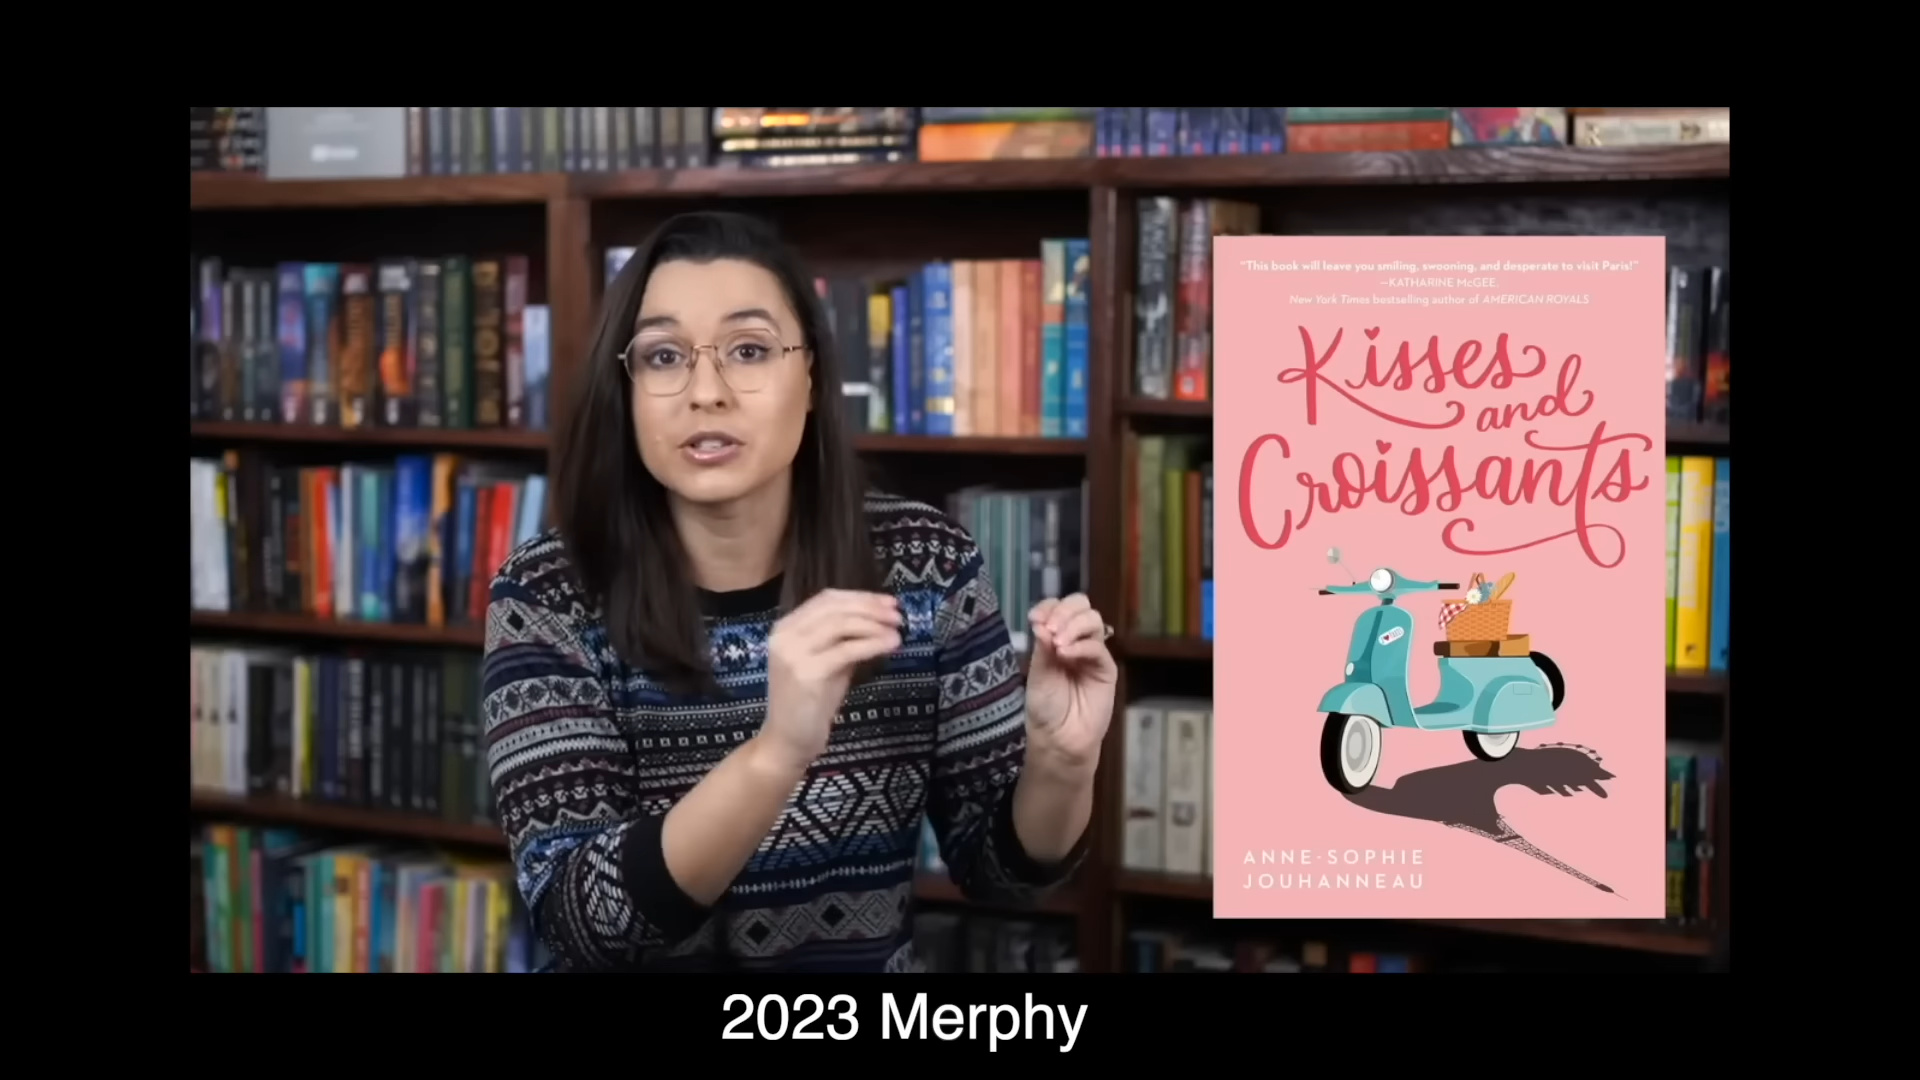 "This book will leave you smiling, swooning, and desperate to visit Paris!"
—KATHARINE McGEE,
New York Times bestselling author of AMERICAN ROYALS
Kisses
and
Croissants
ANNE-SOPHIE
JOUHANNEAU
2023 Merphy